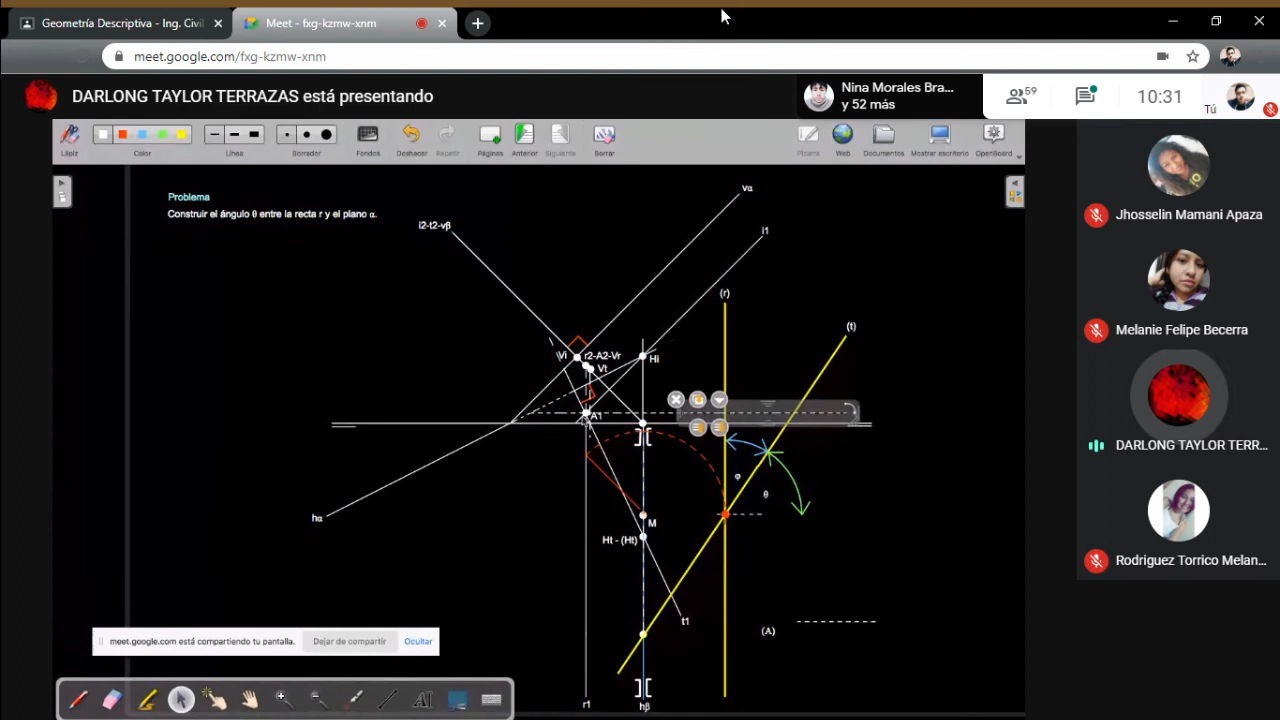 Geometría Descriptiva - Ing. Civil
Meet - fxg-kzmw-xnm
meet.google.com/fxg-kzmw-xnm
DARLONG TAYLOR TERRAZAS está presentando
Nina Morales Bra...
y 52 más
59
10:31
Tú
Lápiz
Color
Línea
Borrador
Fondos
Deshacer
Repetir
Páginas
Anterior
Siguiente
Borrar
Pizarra
Web
Documentos
Mostrar escritorio
OpenBoard
Problema
Construir el ángulo θ entre la recta r y el plano α.
vα
i2-t2-vβ
i1
(r)
(t)
Vi
r2-A2-Vr
Vt
Hi
A1
φ
θ
hα
M
Ht - (Ht)
t1
(A)
r1
hβ
meet.google.com está compartiendo tu pantalla.
Dejar de compartir
Ocultar
Jhosselin Mamani Apaza
Melanie Felipe Becerra
DARLONG TAYLOR TERR...
Rodriguez Torrico Melan...